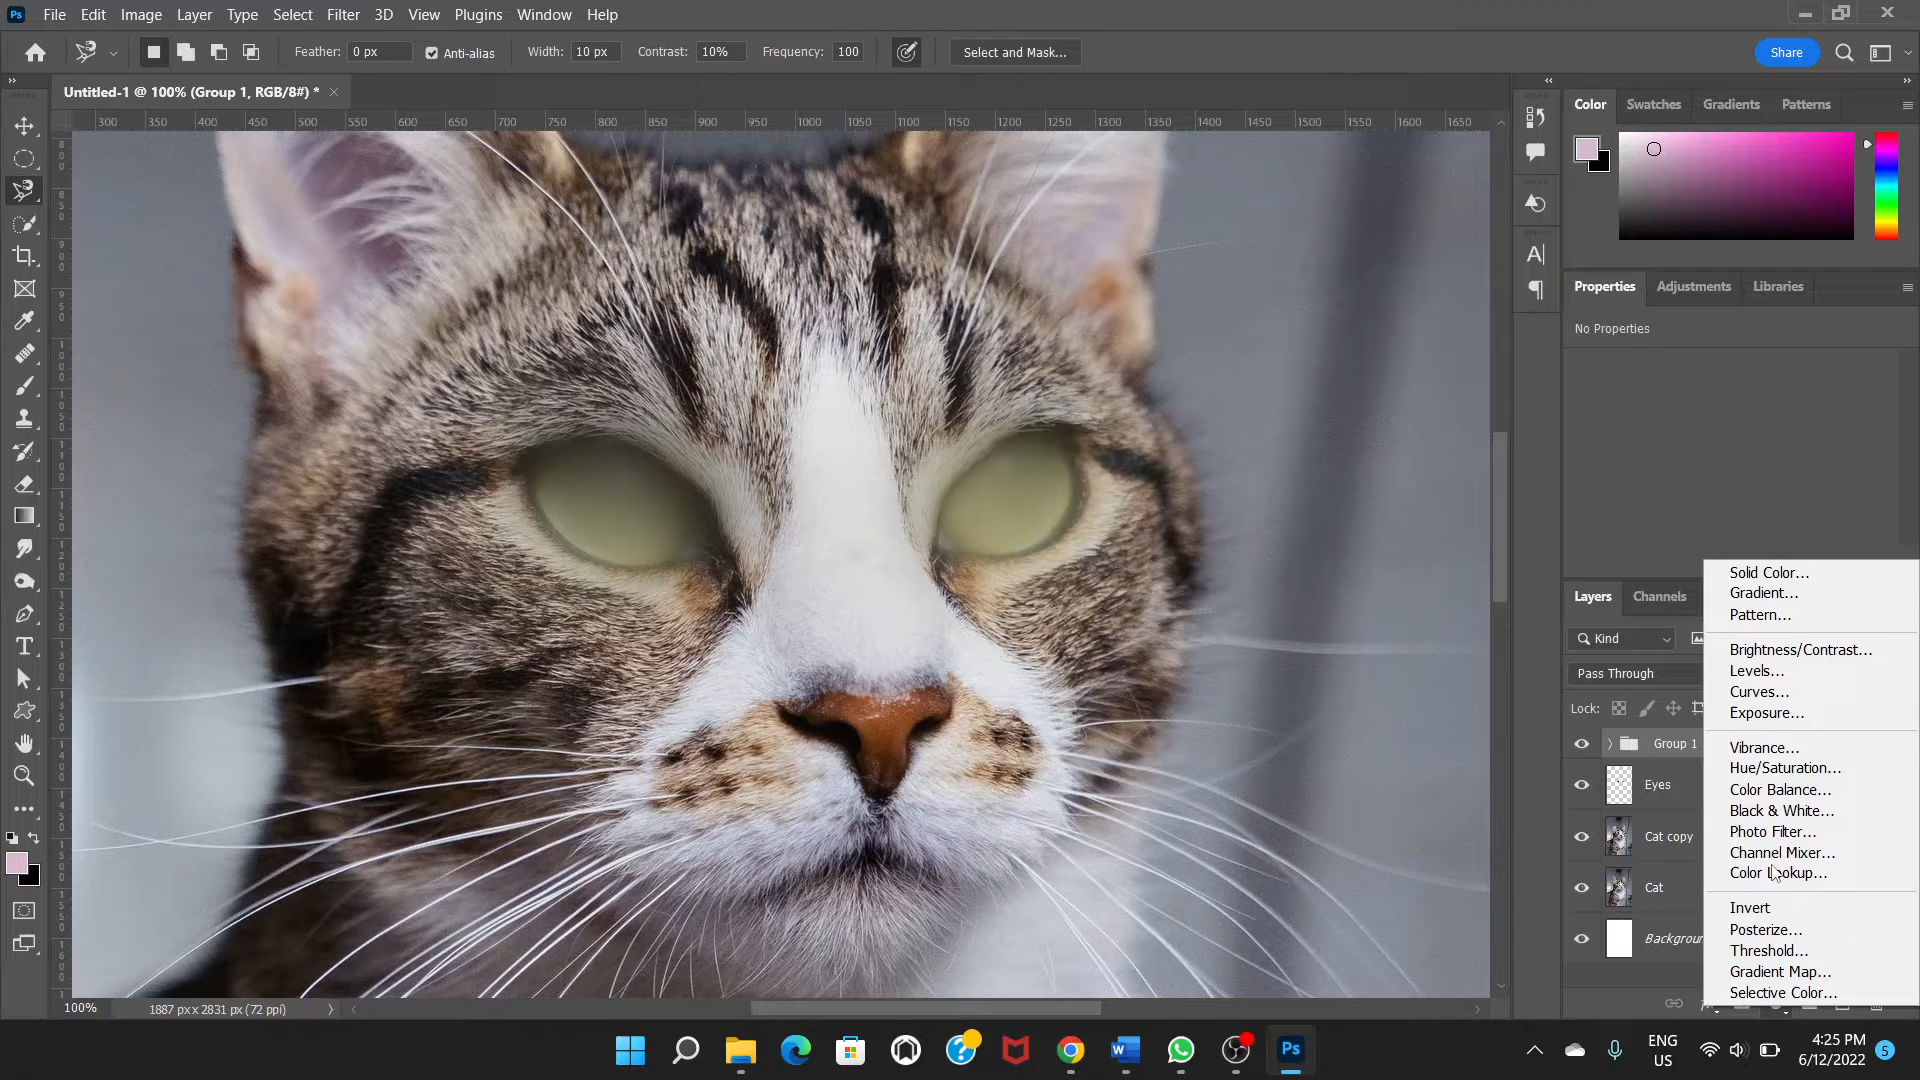 Ps File Edit Image Layer Type Select Filter 3D View Plugins Window Help
Feather: 0 px Anti-alias Width: 10 px Contrast: 10% Frequency: 100 Select and Mask... Share
Untitled-1 @ 100% (Group 1, RGB/8#) *
Color Swatches Gradients Patterns
300 350 400 450 500 550 600 650 700 750 800 850 900 950 1000 1050 1100 1150 1200 1250 1300 1350 1400 1450 1500 1550 1600 1650
Properties Adjustments Libraries
No Properties
Solid Color...
Gradient...
Pattern...
Brightness/Contrast...
Levels...
Curves...
Exposure...
Vibrance...
Hue/Saturation...
Color Balance...
Black & White...
Photo Filter...
Channel Mixer...
Color Lookup...
Invert
Posterize...
Threshold...
Gradient Map...
Selective Color...
Layers Channels
Kind
Pass Through
Lock:
Group 1
Eyes
Cat copy
Cat
100% 1887 px x 2831 px (72 ppi)
Ps
ENG
US
4:25 PM
6/12/2022
5